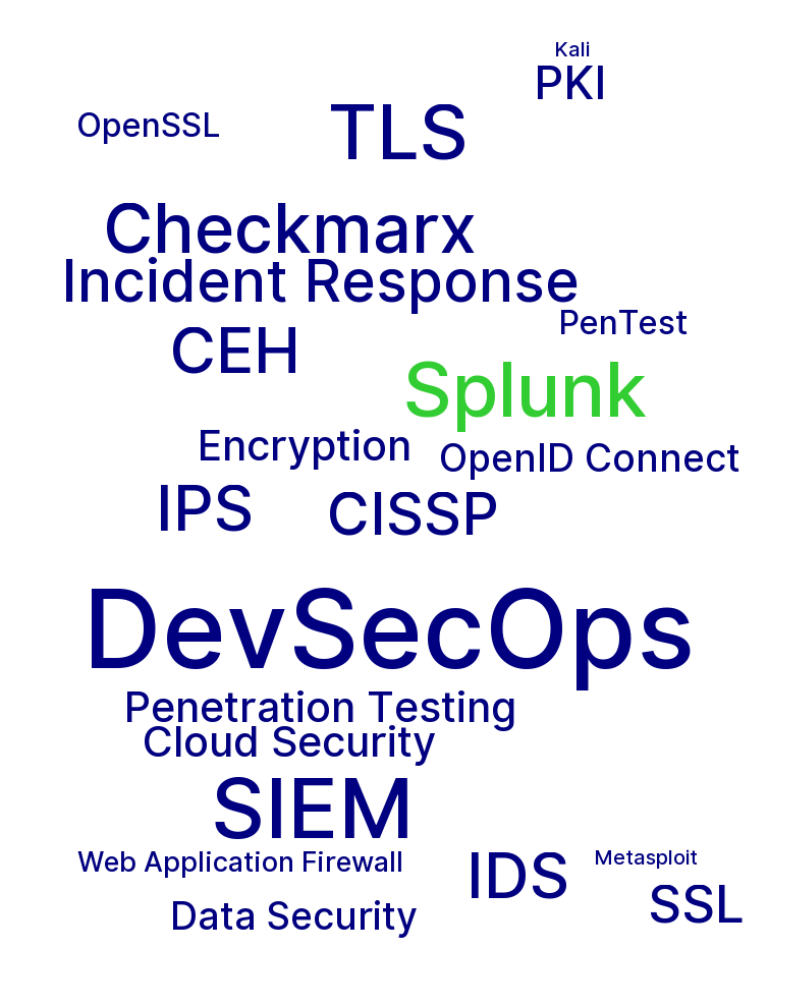 Kali
PKI
OpenSSL
TLS
Checkmarx
Incident Response
PenTest
CEH
Splunk
Encryption
OpenID Connect
IPS
CISSP
DevSecOps
Penetration Testing
Cloud Security
SIEM
Web Application Firewall
IDS
Metasploit
SSL
Data Security